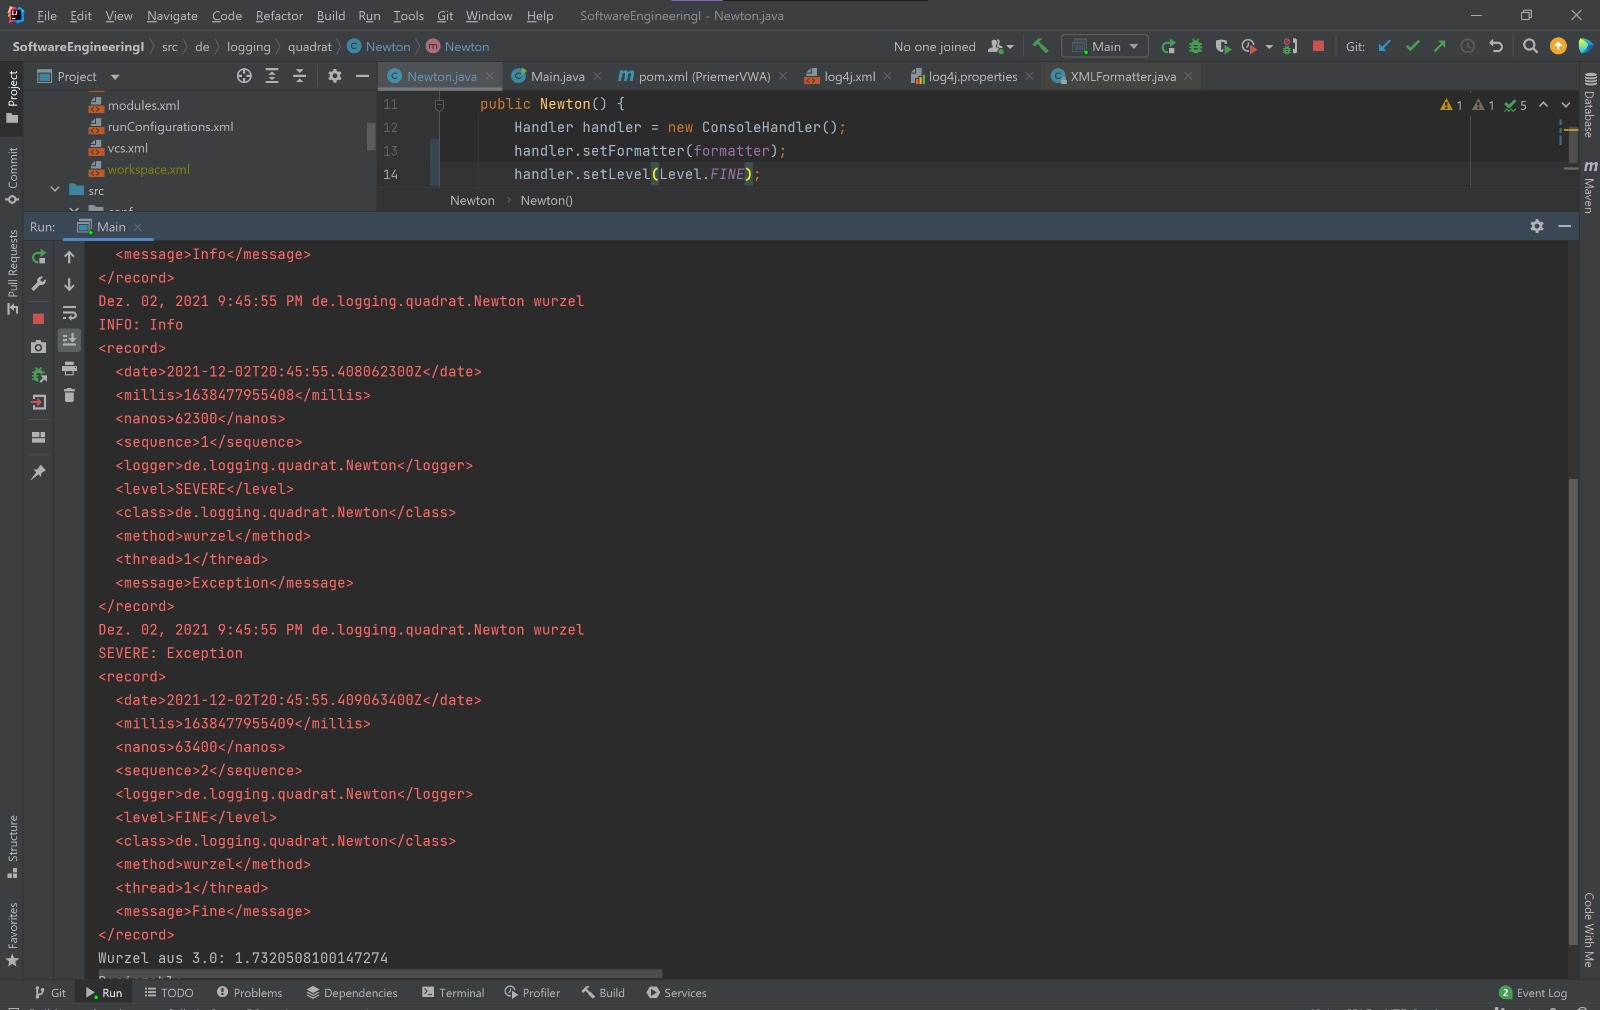 File Edit View Navigate Code Refactor Build Run Tools Git Window Help SoftwareEngineeringI - Newton.java
SoftwareEngineeringI src de logging quadrat Newton Newton No one joined Main Git:
Project Newton.java Main.java pom.xml (PriemerVWA) log4j.xml log4j.properties XMLFormatter.java
modules.xml
runConfigurations.xml
vcs.xml
workspace.xml
src
11 public Newton() {
12 Handler handler = new ConsoleHandler();
13 handler.setFormatter(formatter);
14 handler.setLevel(Level.FINE);
1 1 5
Newton Newton()
Run: Main
<message>Info</message>
</record>
Dez. 02, 2021 9:45:55 PM de.logging.quadrat.Newton wurzel
INFO: Info
<record>
<date>2021-12-02T20:45:55.408062300Z</date>
<millis>1638477955408</millis>
<nanos>62300</nanos>
<sequence>1</sequence>
<logger>de.logging.quadrat.Newton</logger>
<level>SEVERE</level>
<class>de.logging.quadrat.Newton</class>
<method>wurzel</method>
<thread>1</thread>
<message>Exception</message>
</record>
Dez. 02, 2021 9:45:55 PM de.logging.quadrat.Newton wurzel
SEVERE: Exception
<record>
<date>2021-12-02T20:45:55.409063400Z</date>
<millis>1638477955409</millis>
<nanos>63400</nanos>
<sequence>2</sequence>
<logger>de.logging.quadrat.Newton</logger>
<level>FINE</level>
<class>de.logging.quadrat.Newton</class>
<method>wurzel</method>
<thread>1</thread>
<message>Fine</message>
</record>
Wurzel aus 3.0: 1.7320508100147274
Project
Commit
Pull Requests
Structure
Favorites
Database
Maven
Code With Me
Git Run TODO Problems Dependencies Terminal Profiler Build Services 2 Event Log